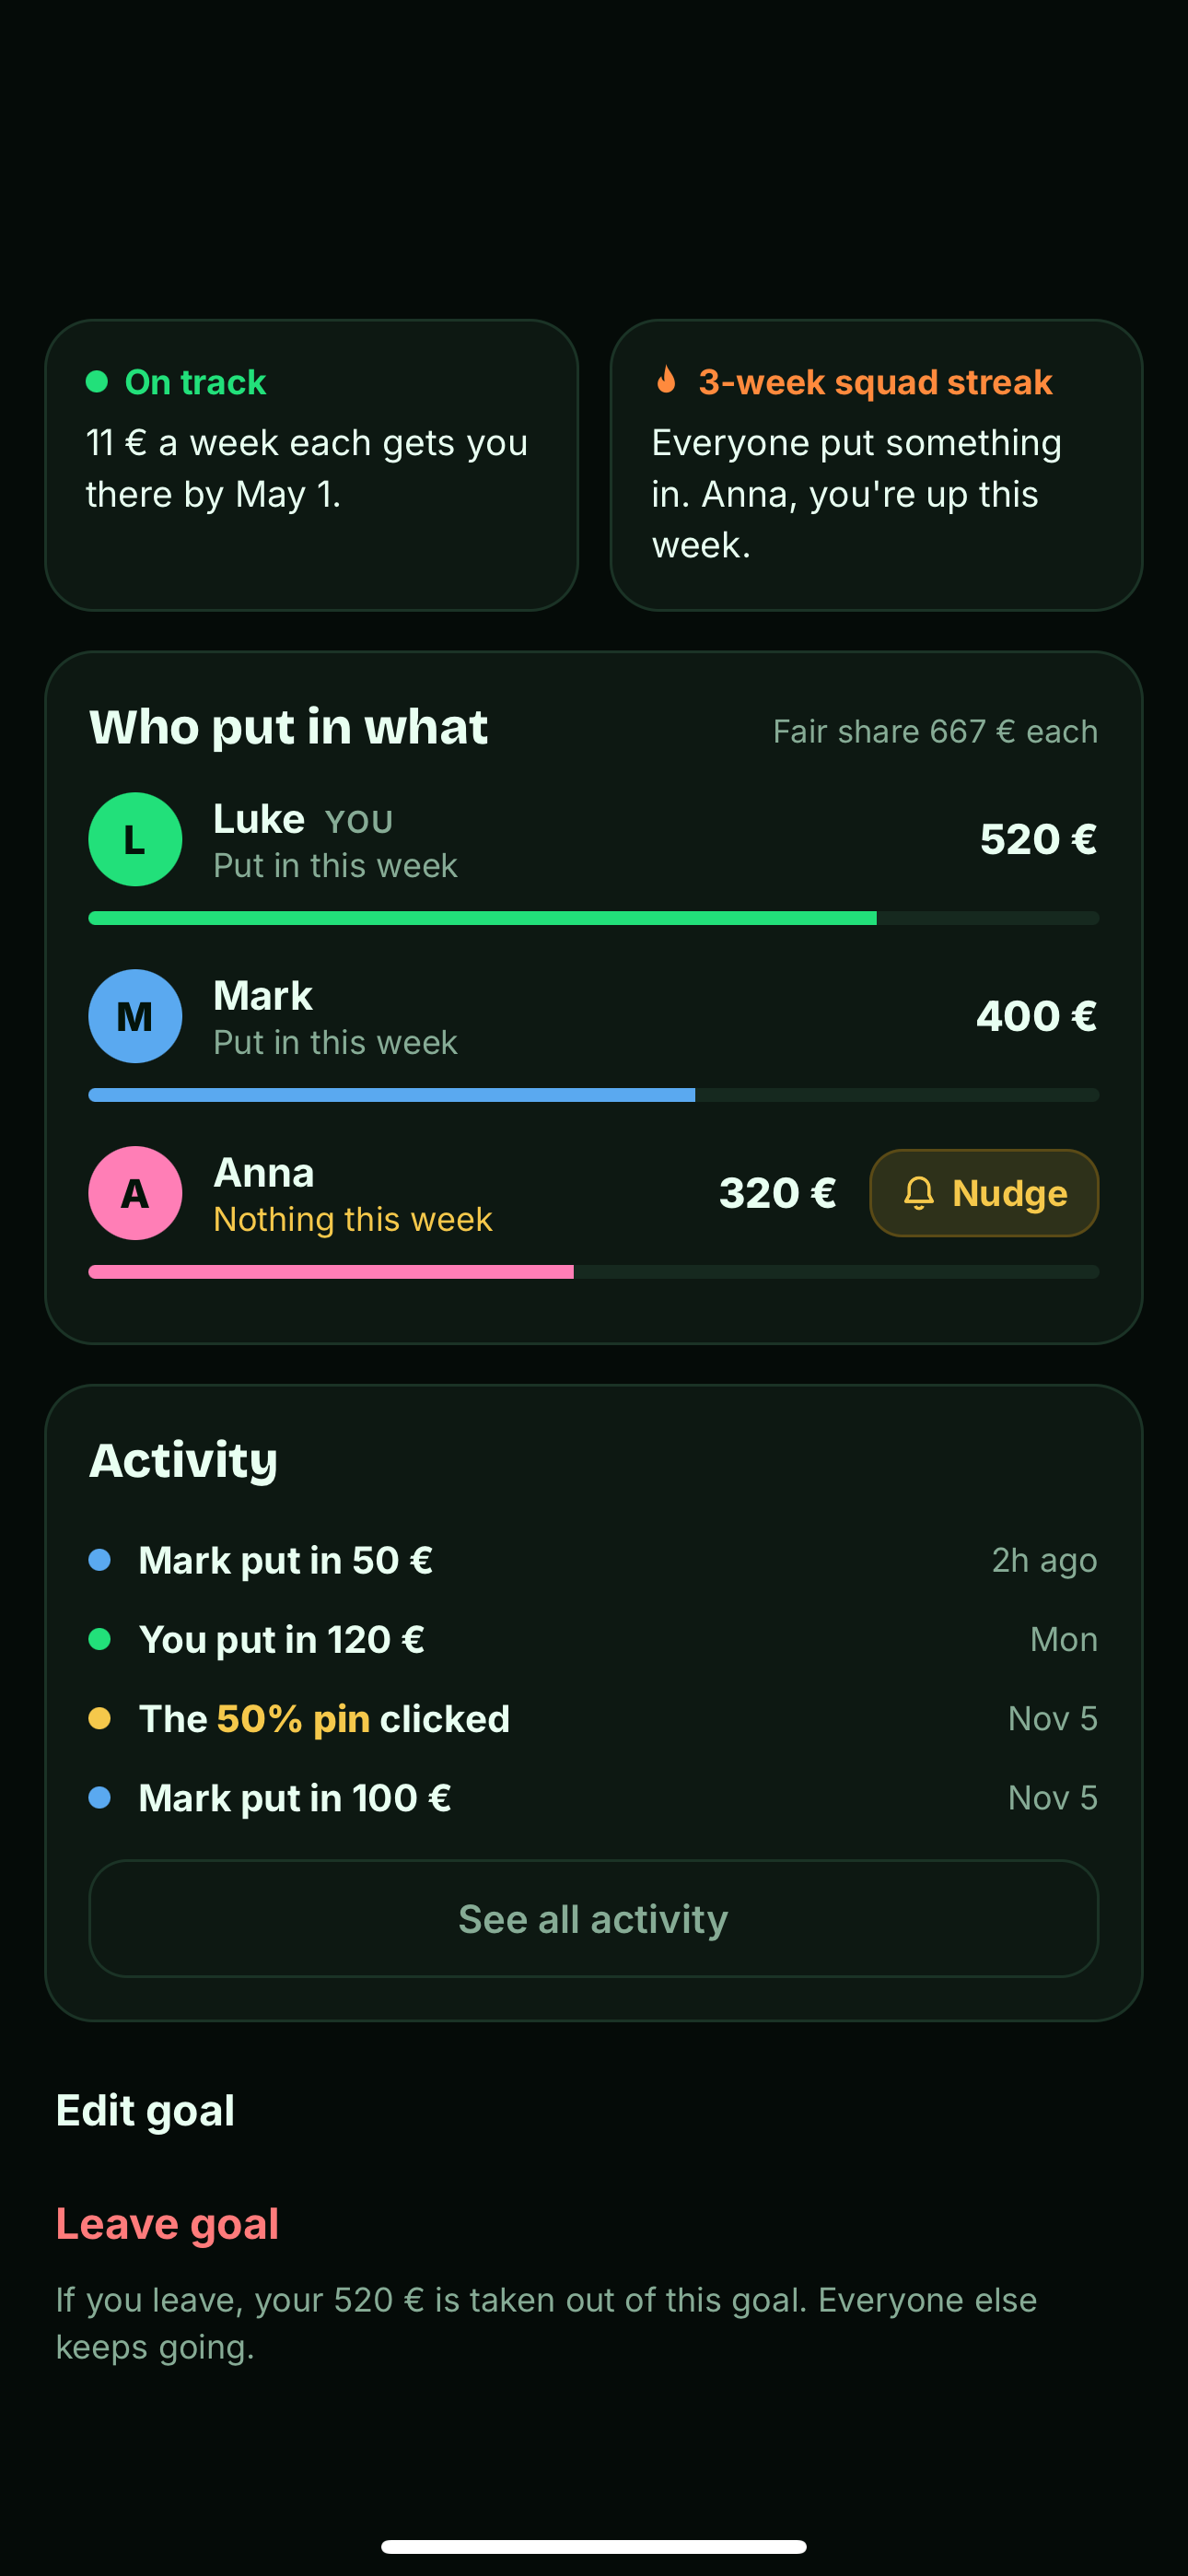 On track
11 € a week each gets you
there by May 1.
3-week squad streak
Everyone put something
in. Anna, you're up this
week.
Who put in what
Fair share 667 € each
L
Luke YOU
Put in this week
520 €
M
Mark
Put in this week
400 €
A
Anna
Nothing this week
320 €
Nudge
Activity
Mark put in 50 €
2h ago
You put in 120 €
Mon
The 50% pin clicked
Nov 5
Mark put in 100 €
Nov 5
See all activity
Edit goal
Leave goal
If you leave, your 520 € is taken out of this goal. Everyone else
keeps going.